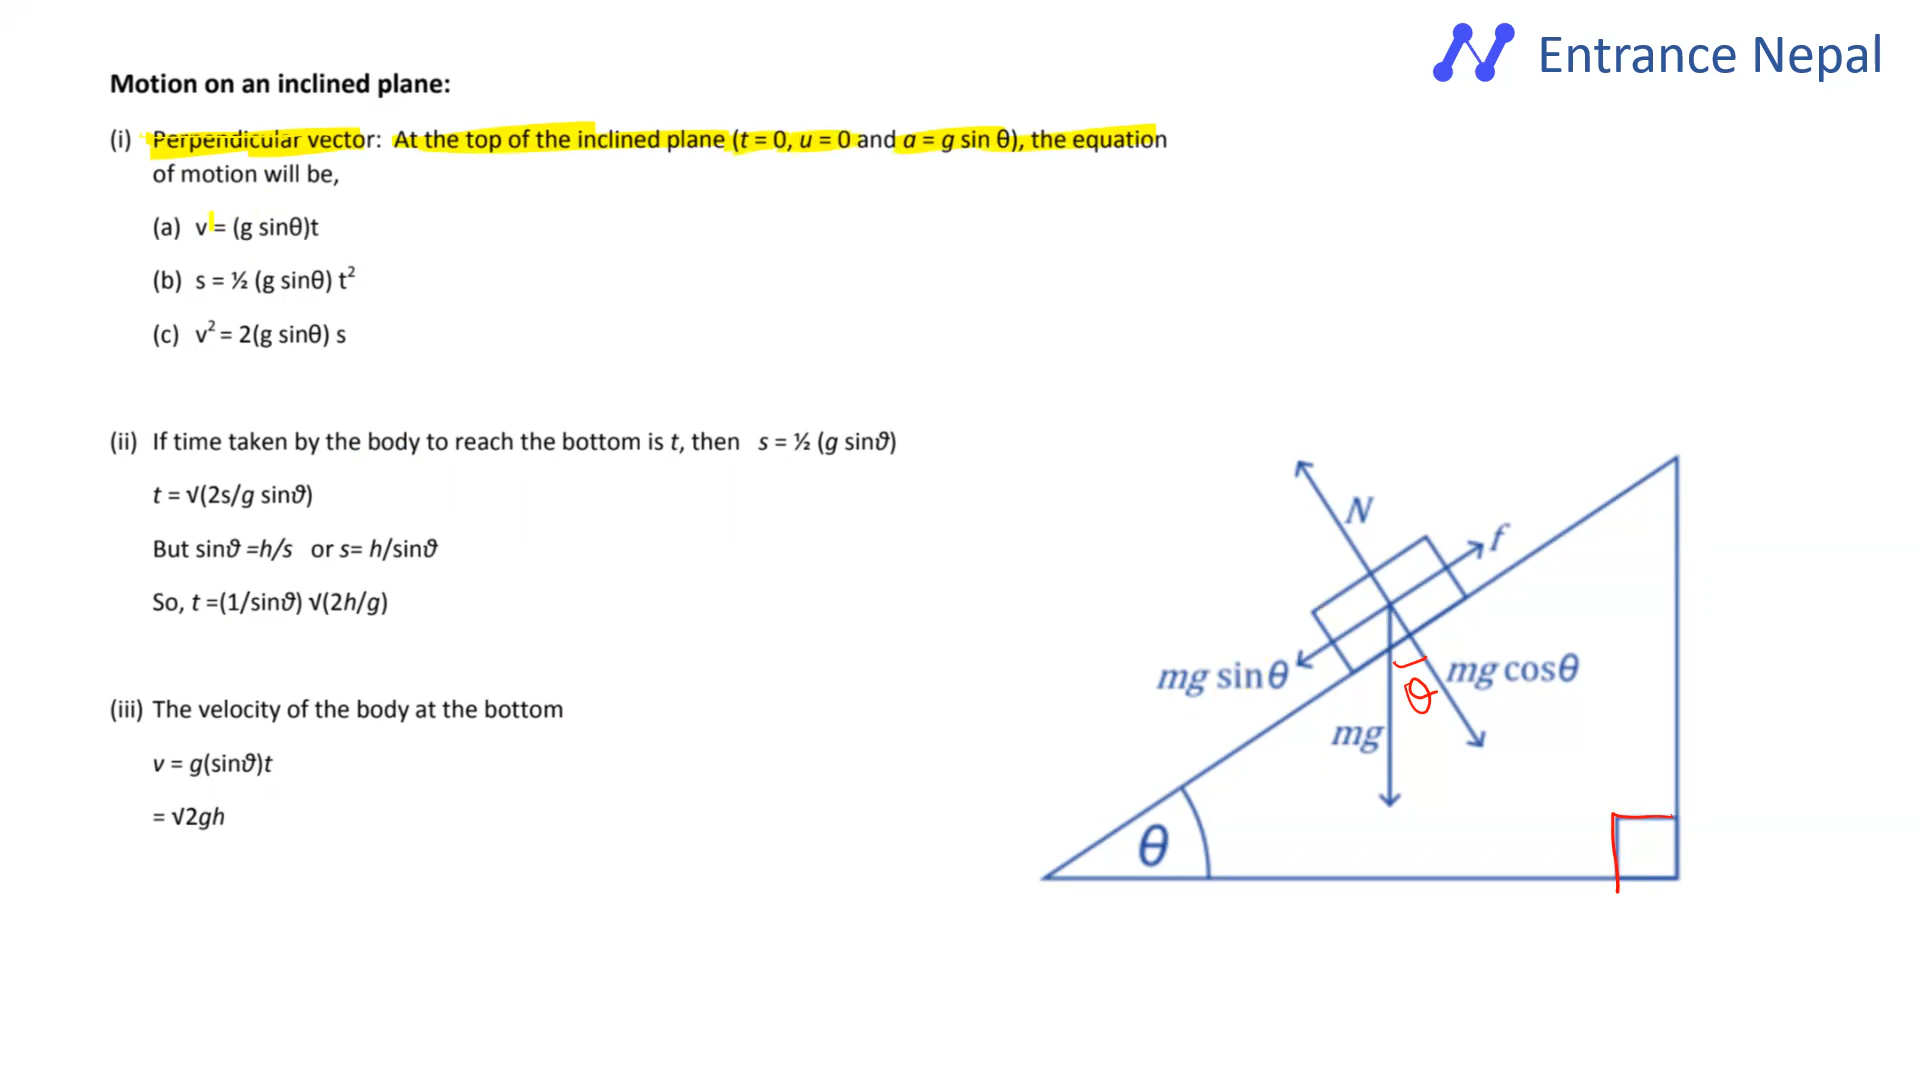 Entrance Nepal
Motion on an inclined plane:
(i) Perpendicular vector: At the top of the inclined plane (t = 0, u = 0 and a = g sin θ), the equation
of motion will be,
(a) v = (g sinθ)t
(b) s = ½ (g sinθ) t²
(c) v² = 2(g sinθ) s
(ii) If time taken by the body to reach the bottom is t, then s = ½ (g sinϑ)
t = √(2s/g sinϑ)
But sinϑ =h/s or s= h/sinϑ
So, t =(1/sinϑ) √(2h/g)
(iii) The velocity of the body at the bottom
v = g(sinϑ)t
= √2gh
N
f
mg sinθ
mg cosθ
θ
mg
θ